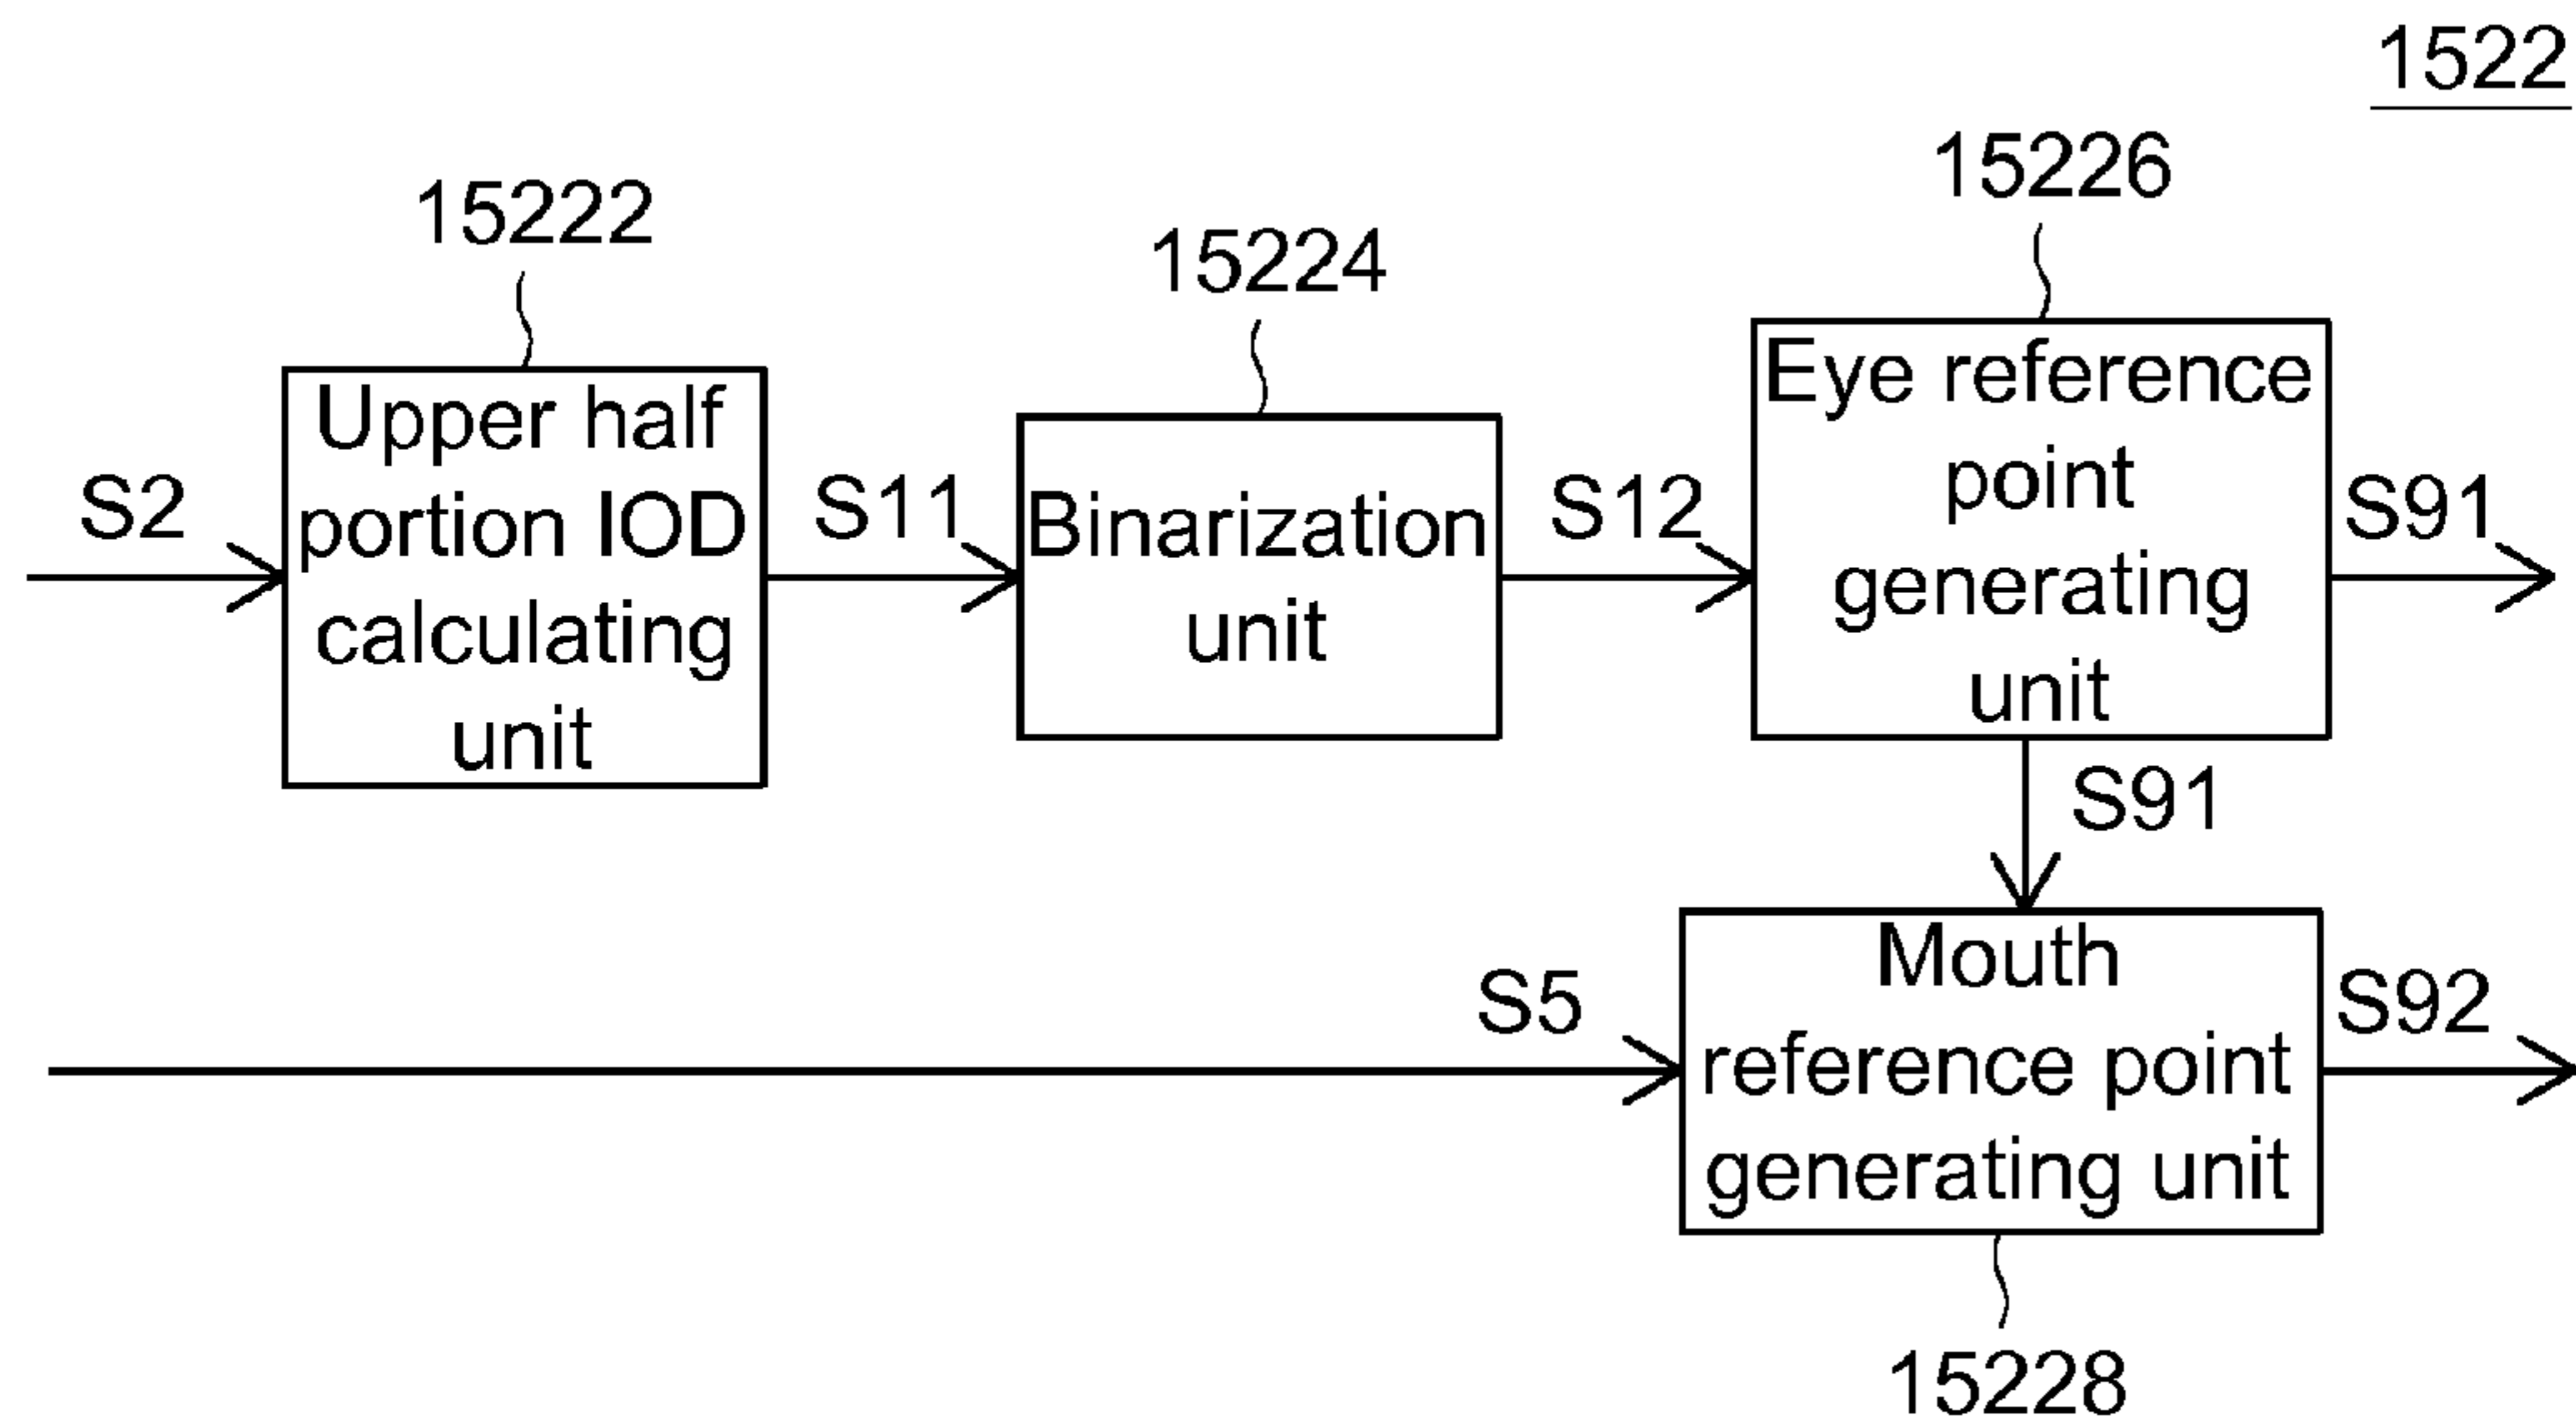 1522
15222
15224
15226
Upper half
portion IOD
calculating
unit
Binarization
unit
Eye reference
point
generating
unit
S2
S11
S12
S91
S91
Mouth
reference point
generating unit
S5
S92
15228